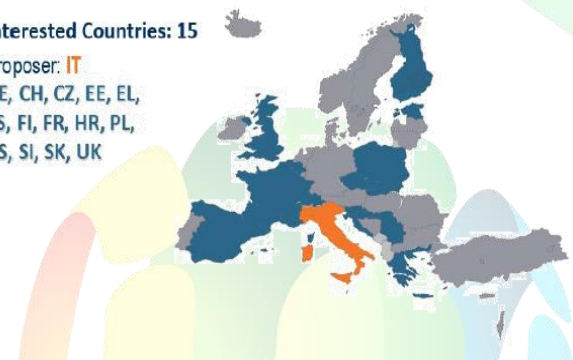 nterested Countries: 15
roposer: IT
E, CH, CZ, EE, EL,
S, FI, FR, HR, PL,
S, SI, SK, UK